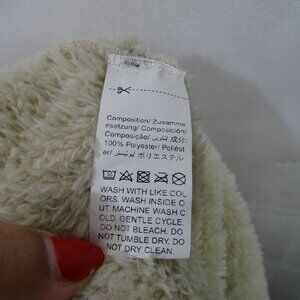 Composition/ Zusamme
nsetzung/ Composición/
Composição/ تكوين/ 成分:
100% Polyester/ Poliést
er/ بوليستر/ ポリエステル
WASH WITH LIKE COL
ORS. WASH INSIDE O
UT MACHINE WASH C
OLD. GENTLE CYCLE.
DO NOT BLEACH. DO
NOT TUMBLE DRY. DO
NOT DRY CLEAN.